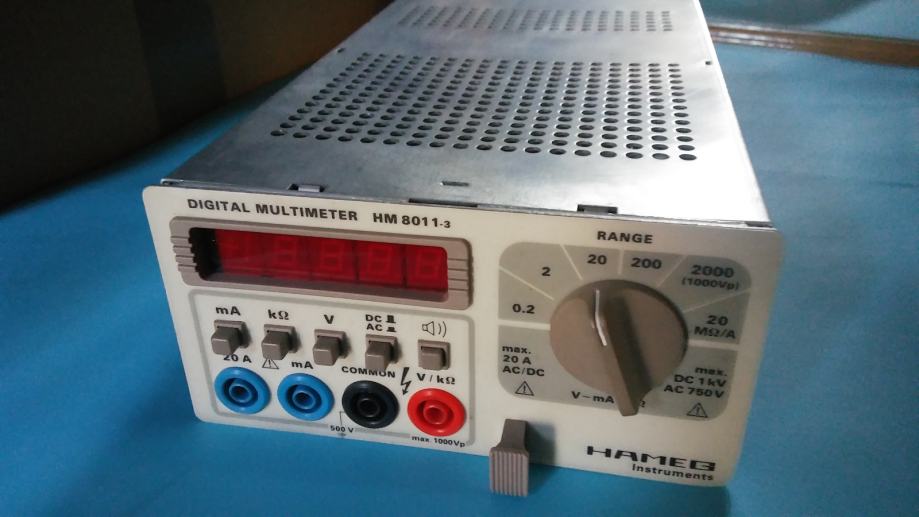 DIGITAL MULTIMETER HM 8011-3
mA
kΩ
V
DC
AC
20 A
mA
COMMON
V/kΩ
500 V
max. 1000Vp
RANGE
0.2
2
20
200
2000
(1000Vp)
20
MΩ/A
max.
20 A
AC/DC
V–mA
Ω
max.
DC 1kV
AC 750V
HAMEG
Instruments